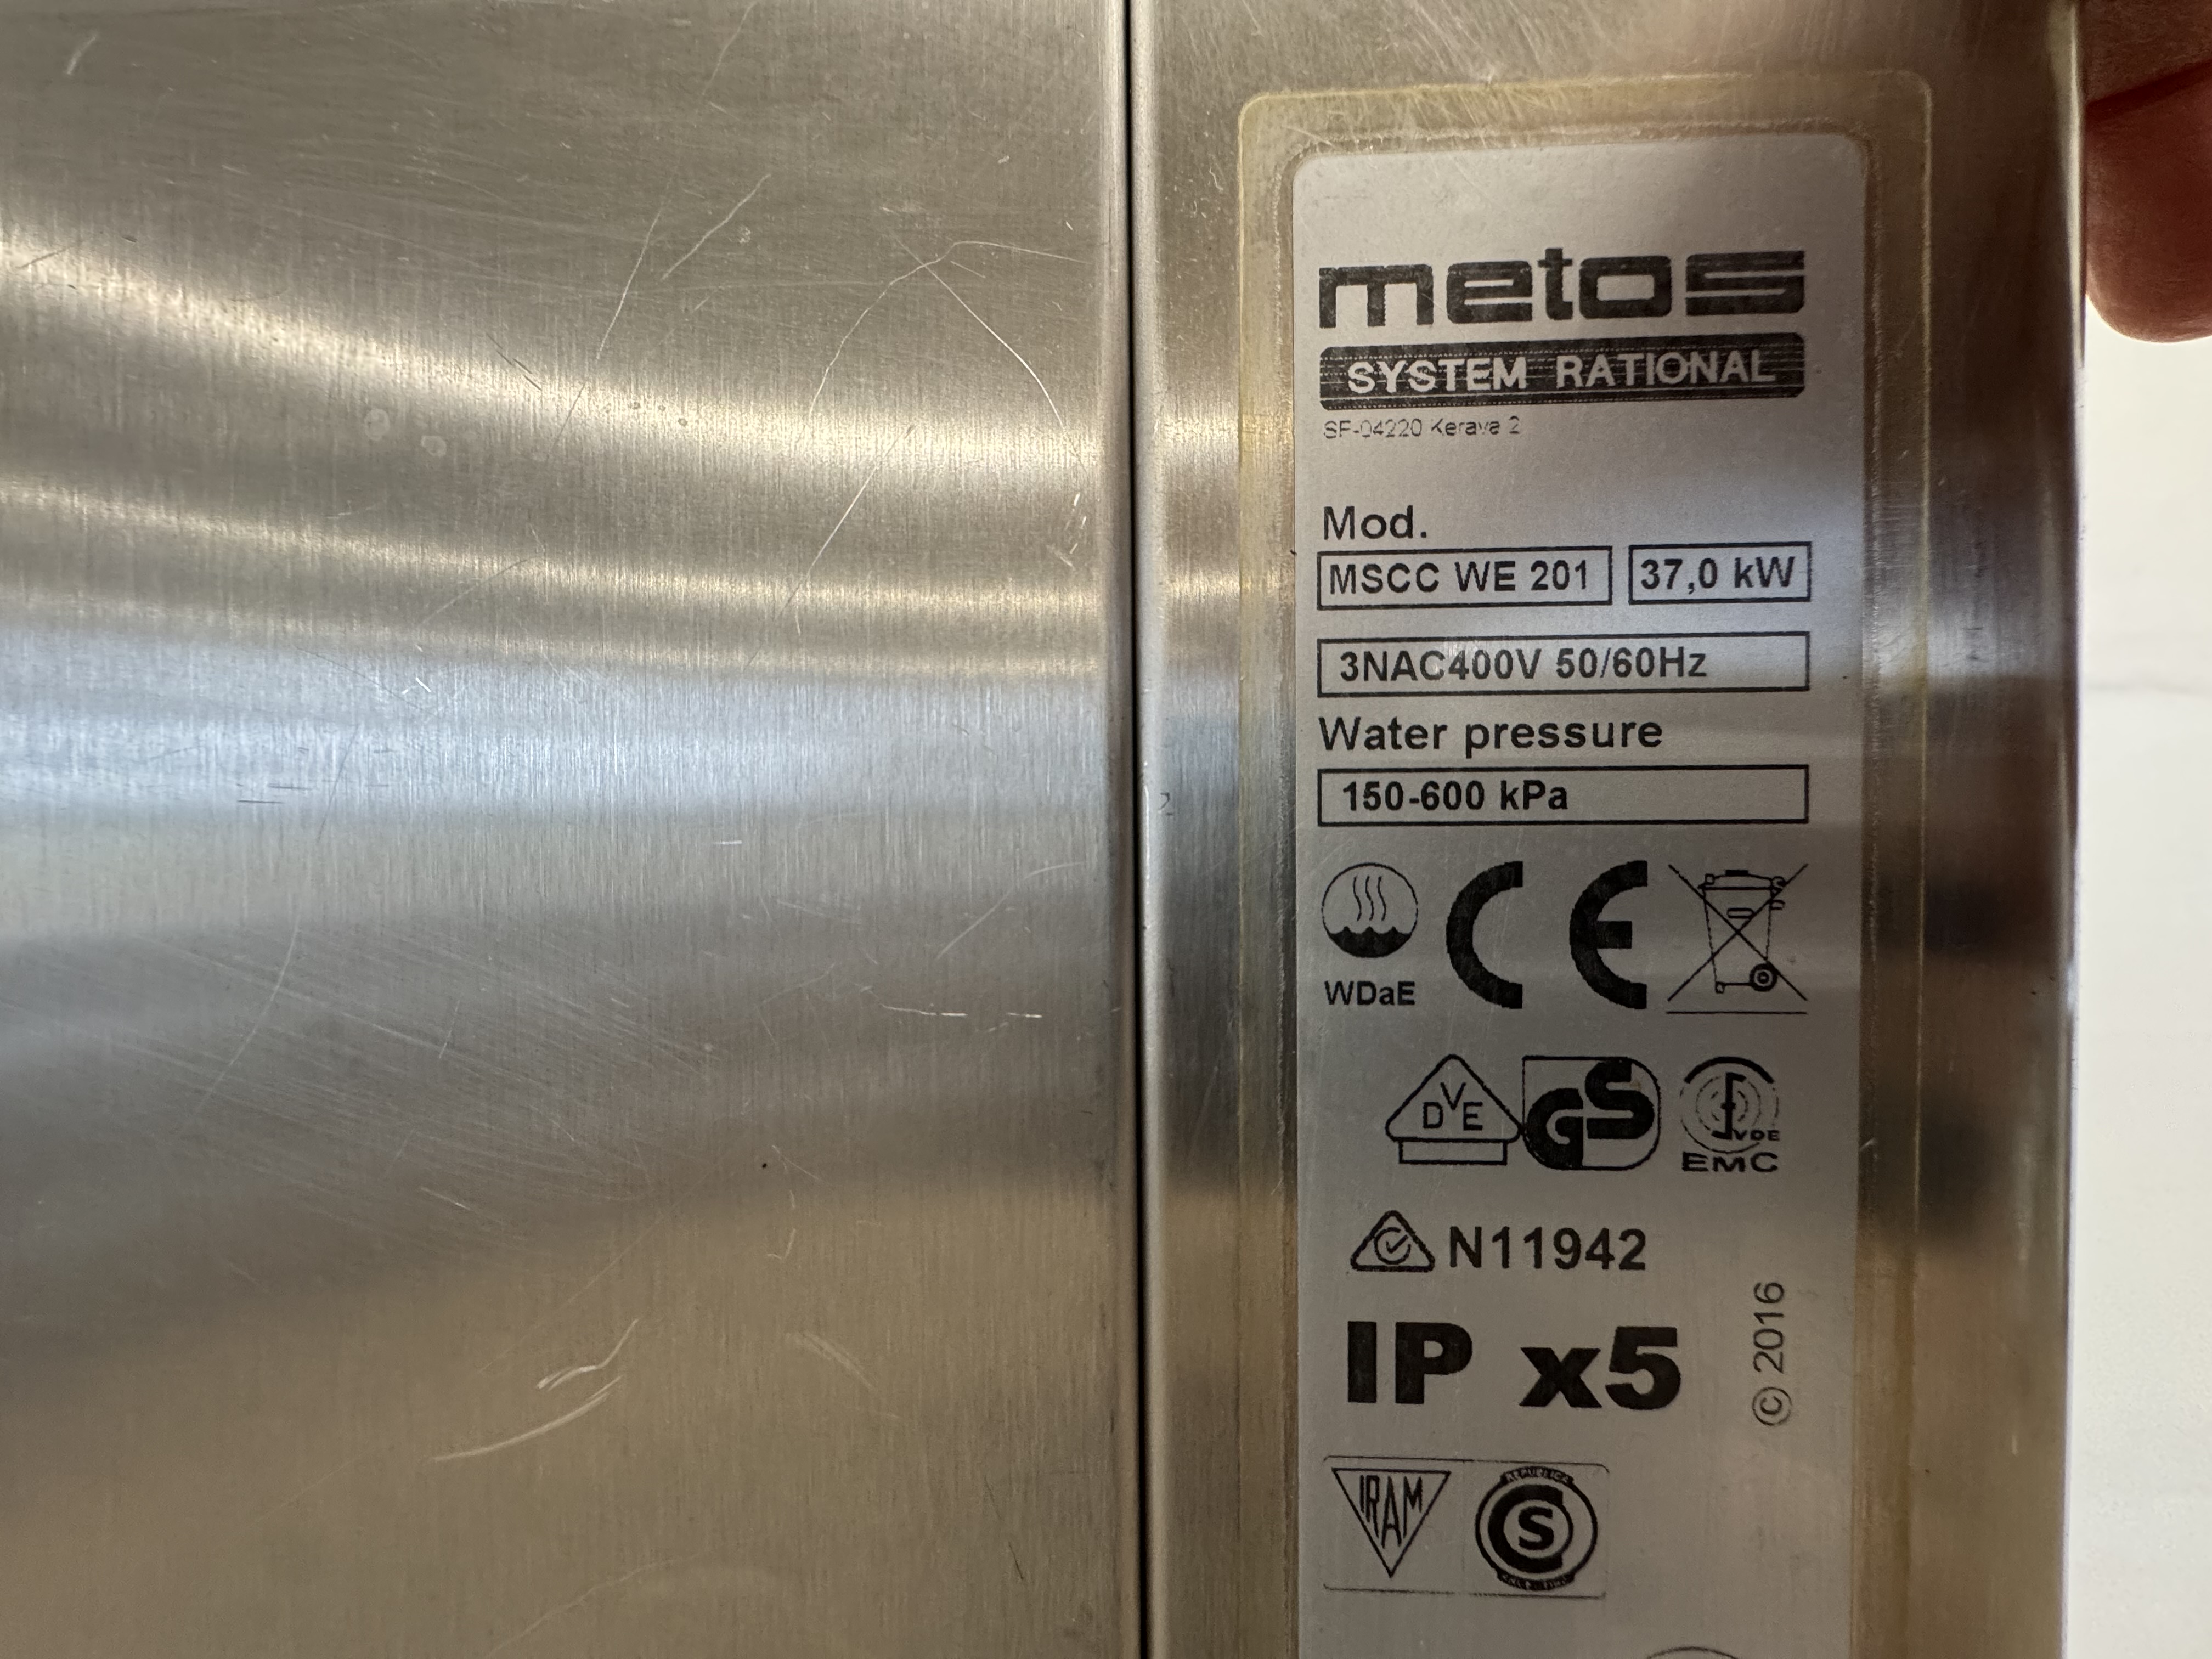 metos
SYSTEM RATIONAL
SF-04220 Kerava 2
Mod.
MSCC WE 201 37,0 kW
3NAC400V 50/60Hz
Water pressure
150-600 kPa
WDaE CE
DVE GS VDE
EMC
N11942
IP x5
© 2016
IRAM S